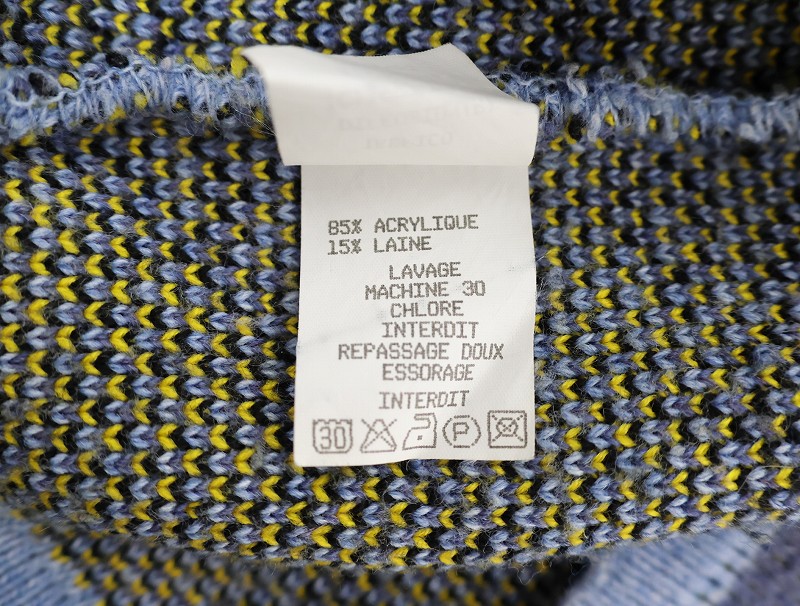 85% ACRYLIQUE
15% LAINE
LAVAGE
MACHINE 30
CHLORE
INTERDIT
REPASSAGE DOUX
ESSORAGE
INTERDIT
30 P